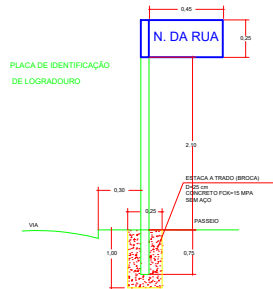 0,45
N. DA RUA
0,25
PLACA DE IDENTIFICAÇÃO
DE LOGRADOURO
2,10
ESTACA A TRADO (BROCA)
D=25 cm
CONCRETO FCK=15 MPA
SEM AÇO
0,30
0,25
PASSEIO
VIA
1,00
0,75